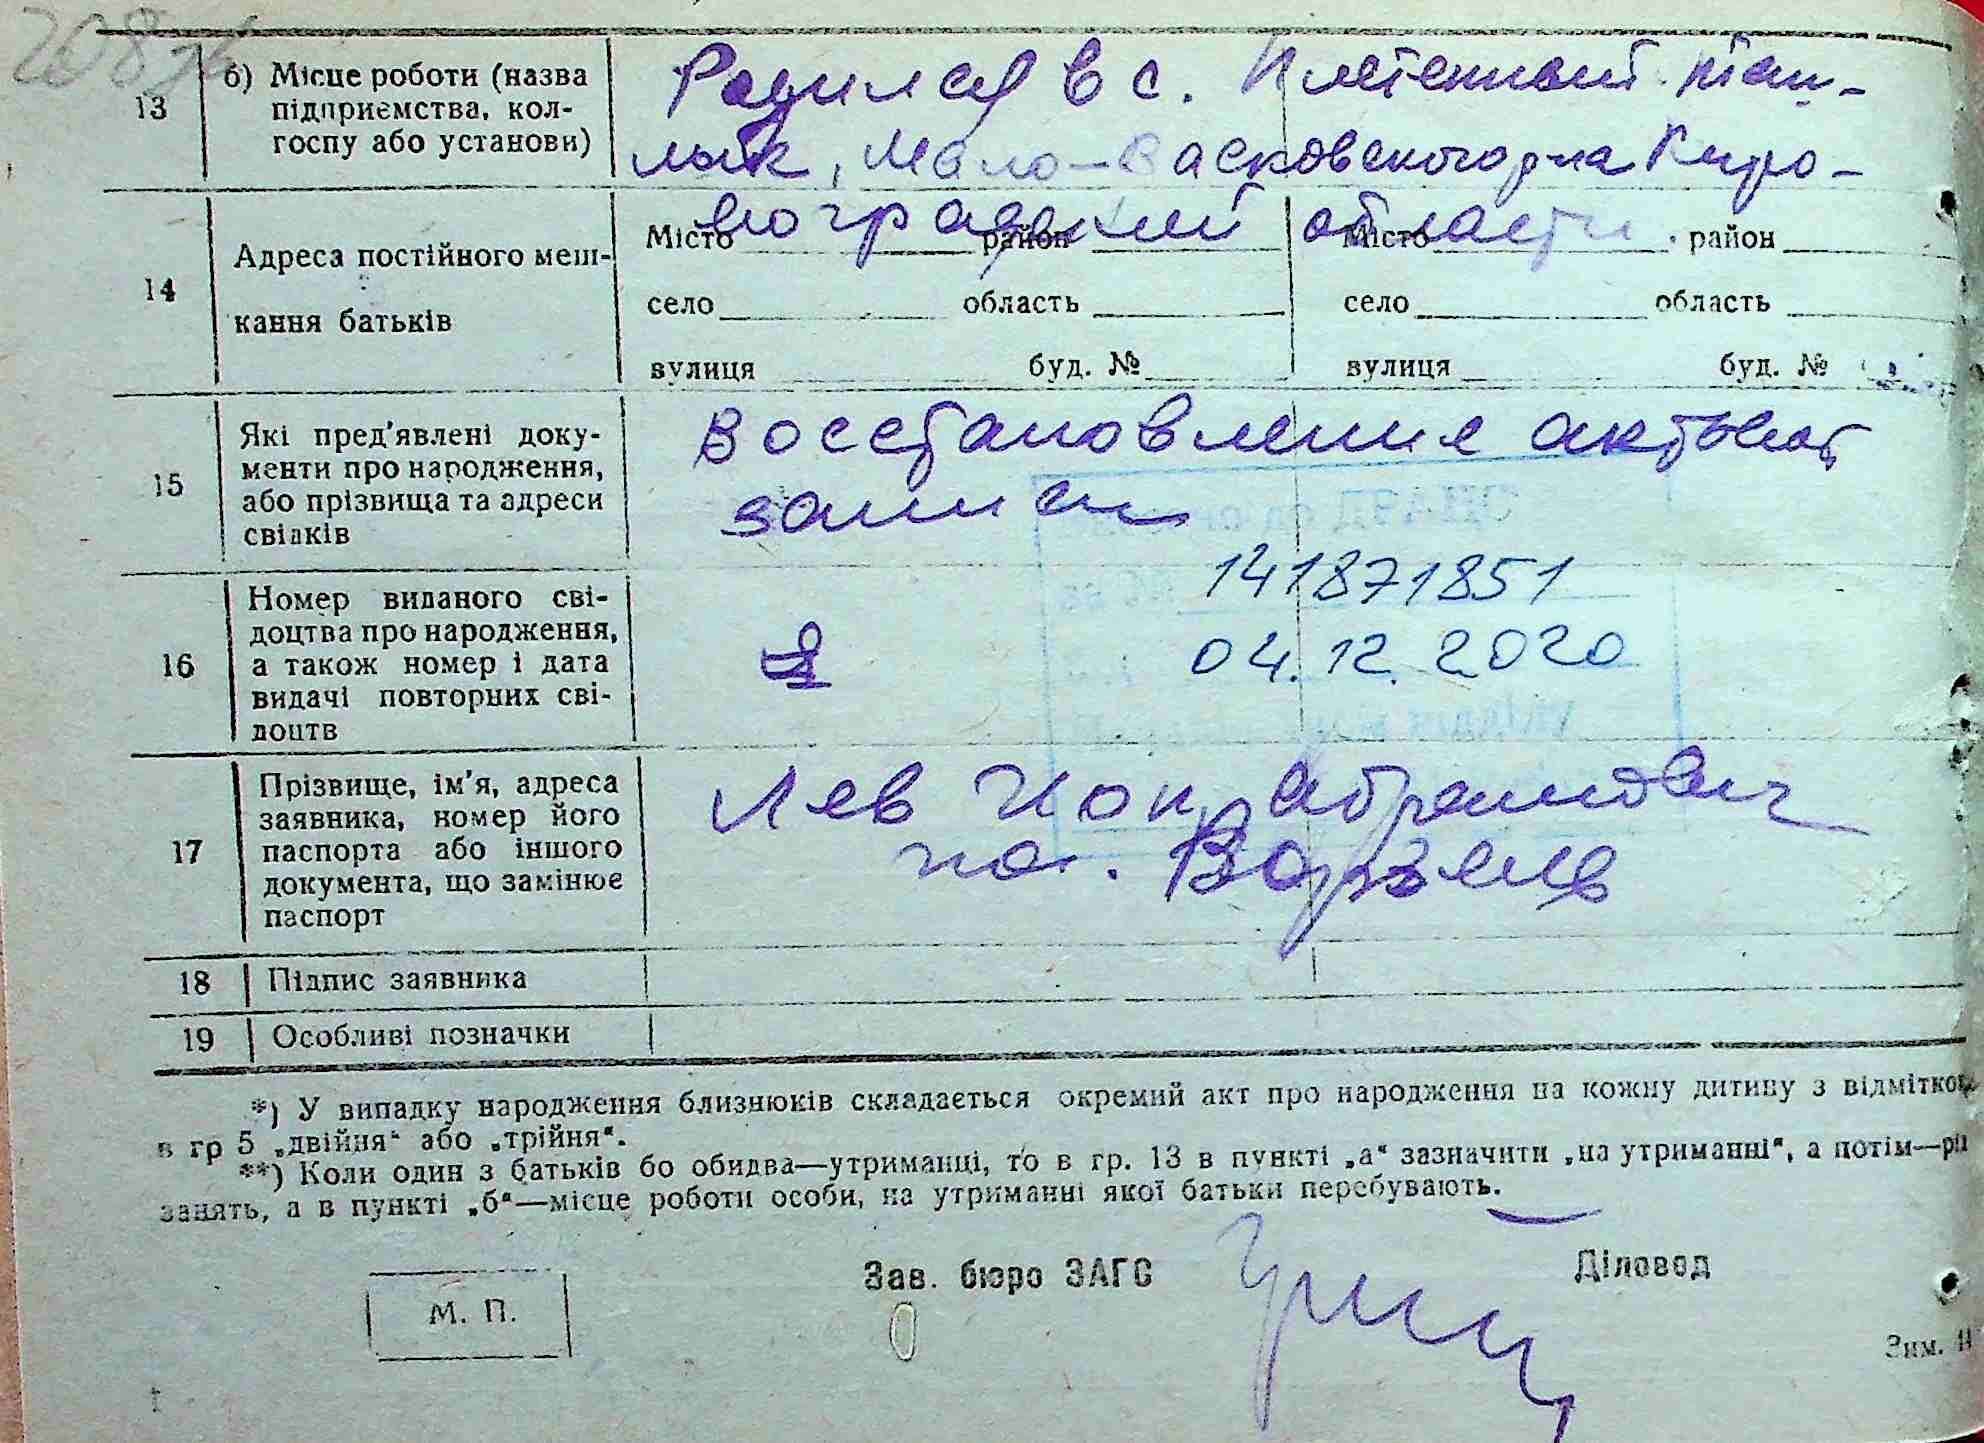 208
13
б) Місце роботи (назва
підприємства, кол-
госпу або установи)
Родился в с. Плетенный Таш-
лык, Мало-Висковского р-на Киро-
воградской области.
14
Адреса постійного меш-
кання батьків
Місто район Місто район
село область село область
вулиця буд. № вулиця буд. №
15
Які пред'явлені доку-
менти про народження,
або прізвища та адреси
свідків
Восстановление актовой
записи
16
Номер виданого сві-
доцтва про народження,
а також номер і дата
видачі повторних сві-
доцтв
141871851
04.12.2020
17
Прізвище, ім'я, адреса
заявника, номер його
паспорта або іншого
документа, що замінює
паспорт
Лев Абрамович
18 Підпис заявника
19 Особливі позначки
*) У випадку народження близнюків складається окремий акт про народження на кожну дитину з відміткою
в гр 5 „двійня" або „трійня".
**) Коли один з батьків бо обидва—утриманці, то в гр. 13 в пункті „а" зазначити „на утриманні", а потім—рід
занять, а в пункті „б"—місце роботи особи, на утриманні якої батьки перебувають.
Зав. бюро ЗАГС
Діловод
М. П.
Зим.